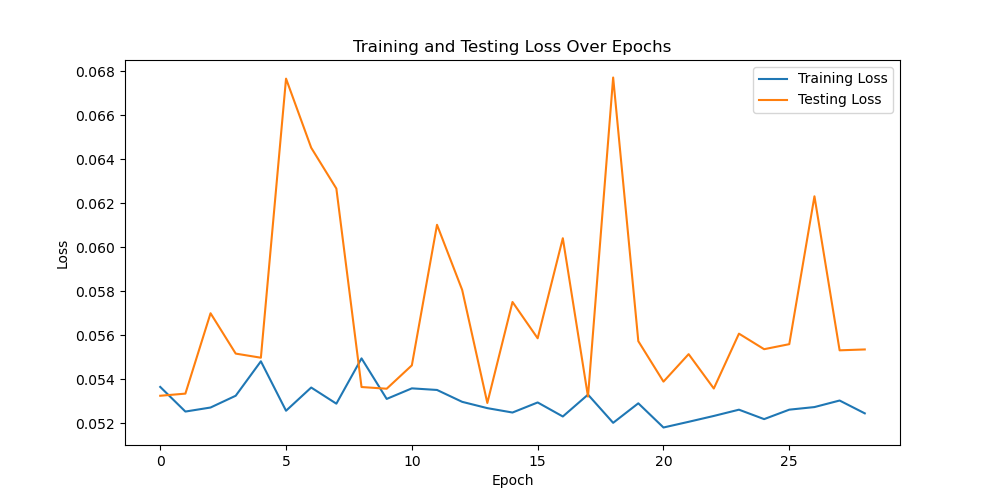 Training and Testing Loss Over Epochs
Training Loss
Testing Loss
0.068
0.066
0.064
0.062
0.060
0.058
0.056
0.054
0.052
Loss
0 5 10 15 20 25
Epoch